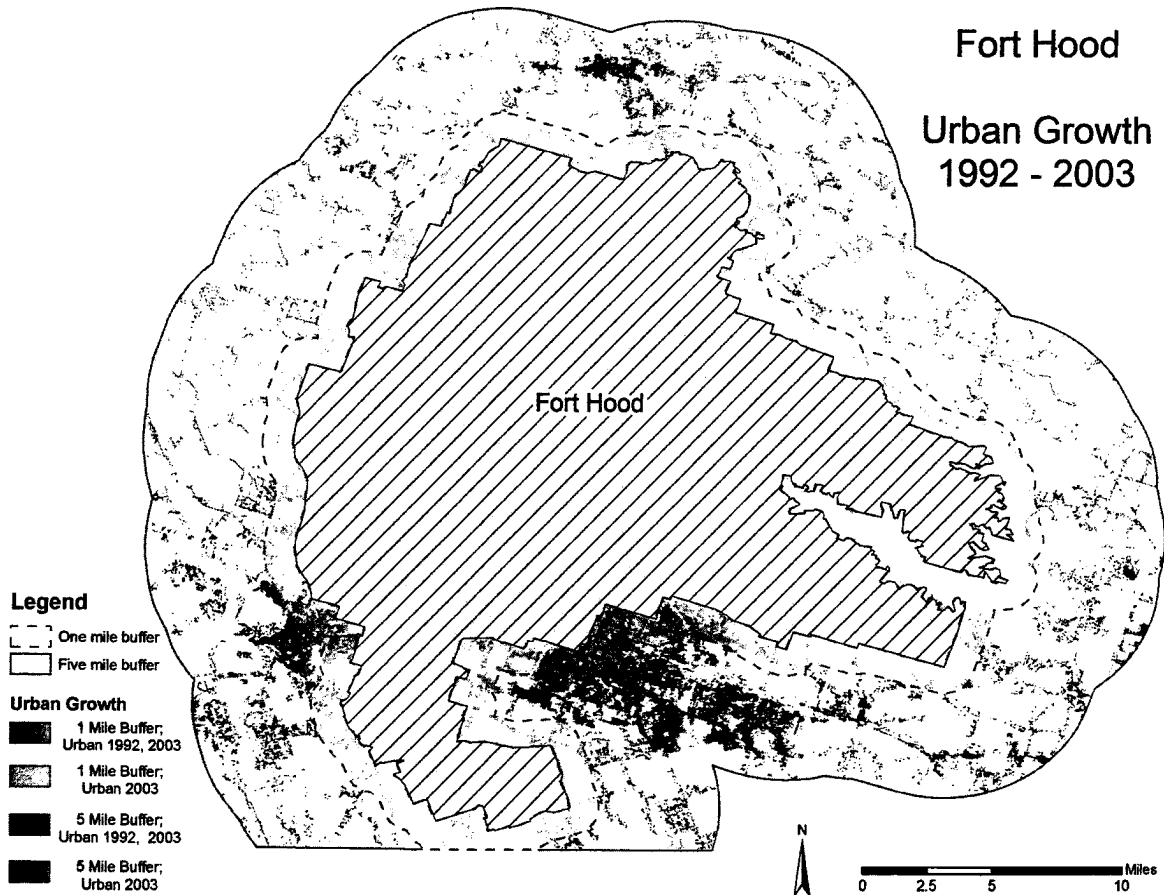 Fort Hood
Urban Growth
1992 - 2003
Fort Hood
Legend
One mile buffer
Five mile buffer
Urban Growth
1 Mile Buffer;
Urban 1992, 2003
1 Mile Buffer;
Urban 2003
5 Mile Buffer;
Urban 1992, 2003
5 Mile Buffer;
Urban 2003
N
Miles
0 2.5 5 10